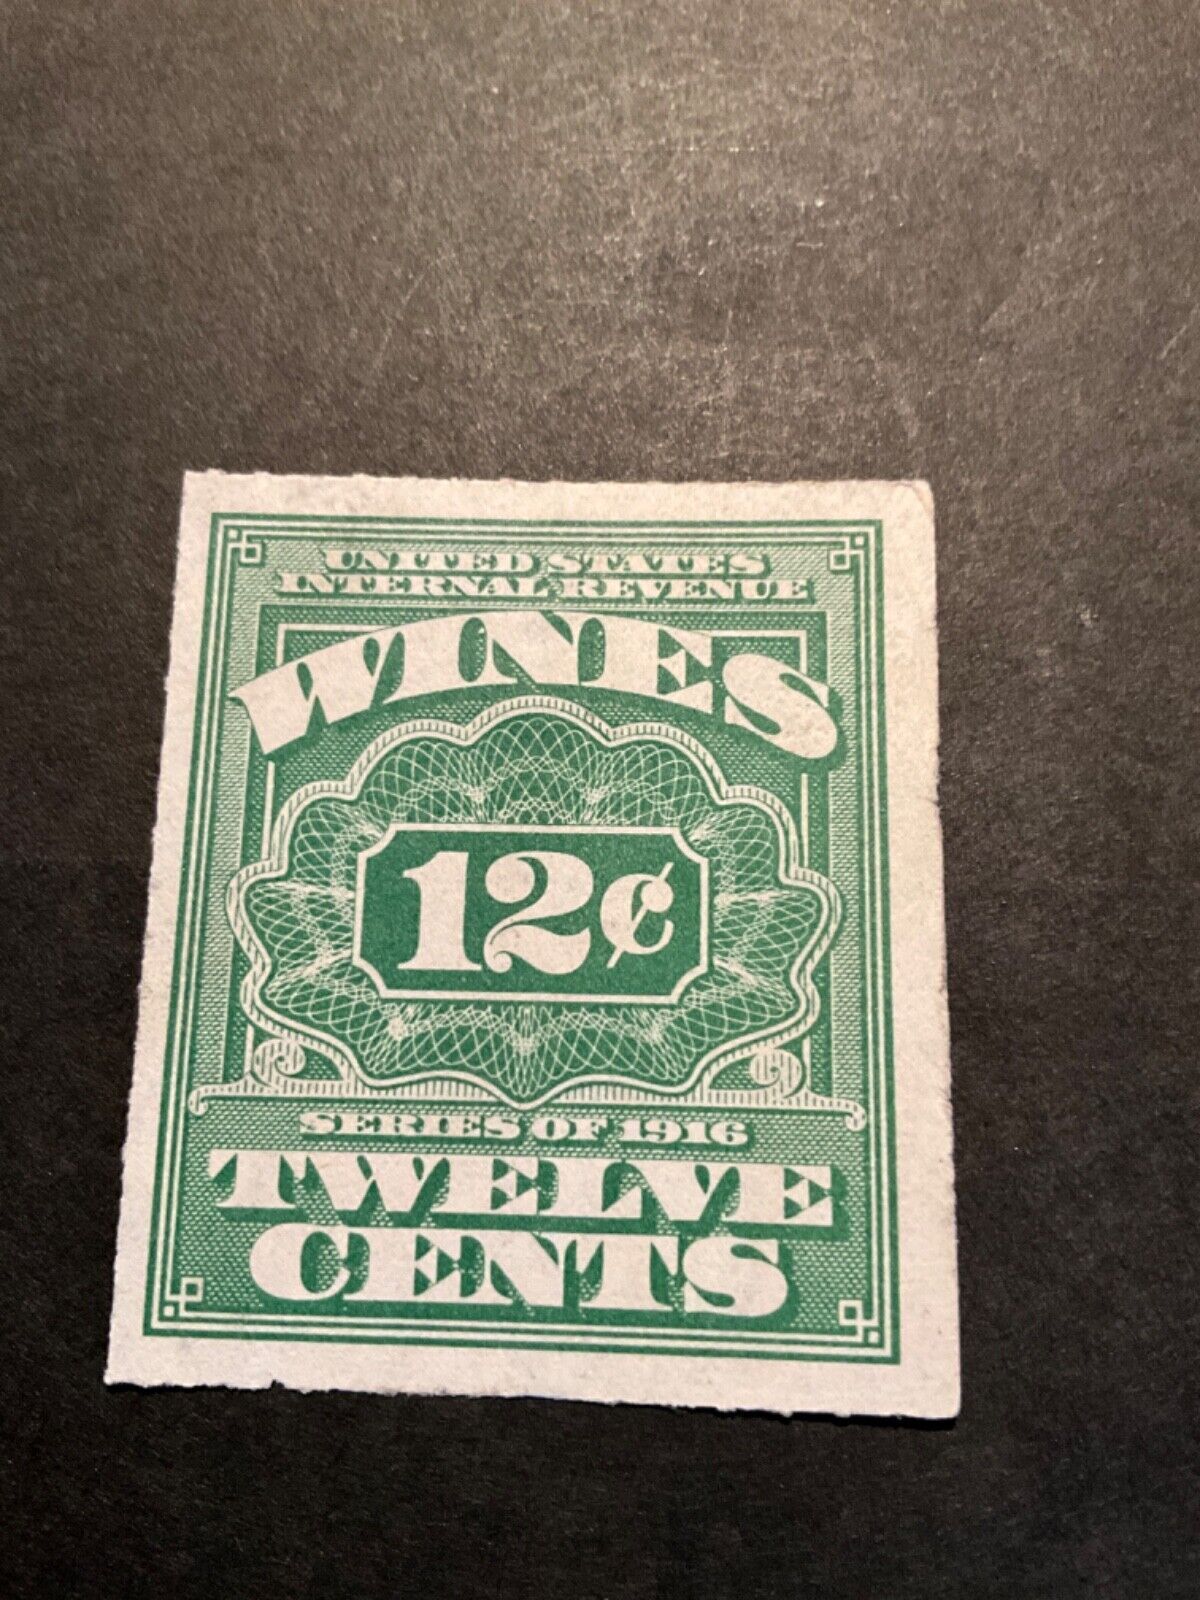 UNITED STATES
INTERNAL REVENUE
WINES
12¢
SERIES OF 1916
TWELVE
CENTS